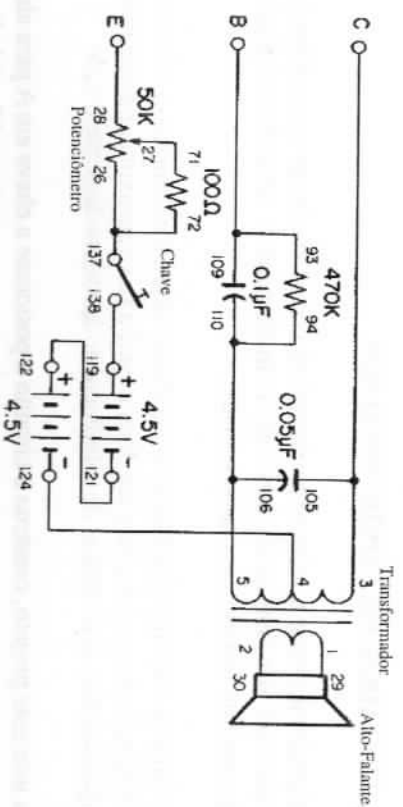 E
B
C
50K
28
27
26
Potenciômetro
71
100Ω
72
Chave
137
138
119
+
-
121
4.5V
122
+
-
124
4.5V
93
470K
94
109
0.1µF
110
0.05µF
105
106
Transformador
3
4
5
1
2
29
30
Alto-Falante